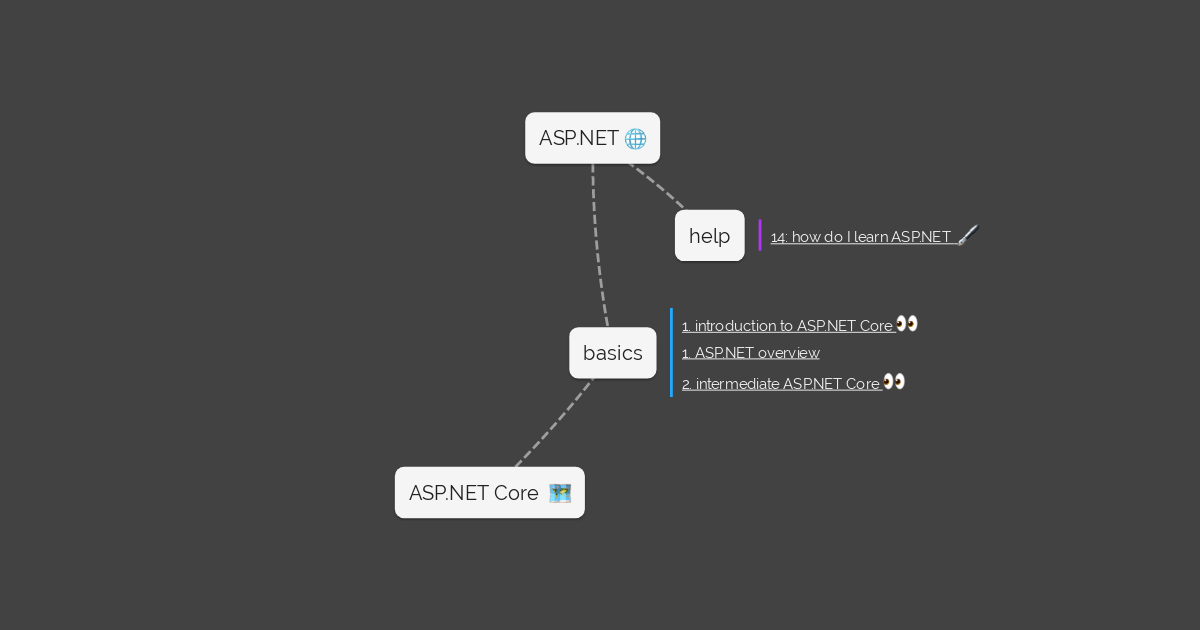 ASP.NET 🌐
help
14: how do I learn ASP.NET 🖌️
basics
1. introduction to ASP.NET Core 👀
1. ASP.NET overview
2. intermediate ASP.NET Core 👀
ASP.NET Core 🗺️